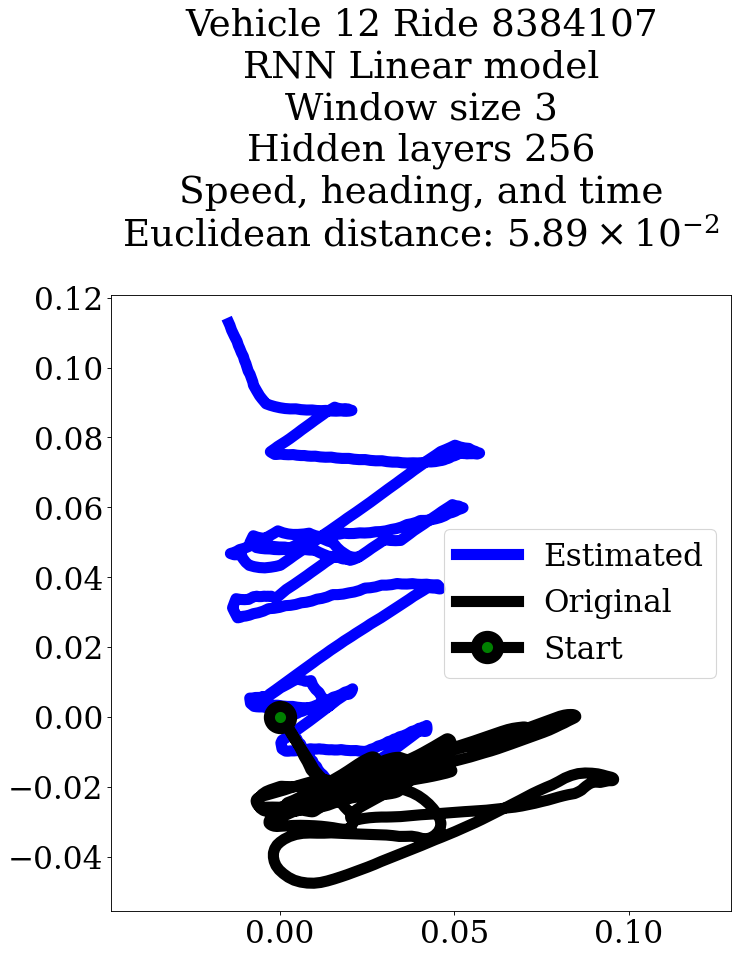 Vehicle 12 Ride 8384107
RNN Linear model
Window size 3
Hidden layers 256
Speed, heading, and time
Euclidean distance: 5.89 × 10⁻²
0.12
0.10
0.08
0.06
0.04
0.02
0.00
−0.02
−0.04
Estimated
Original
Start
0.00 0.05 0.10